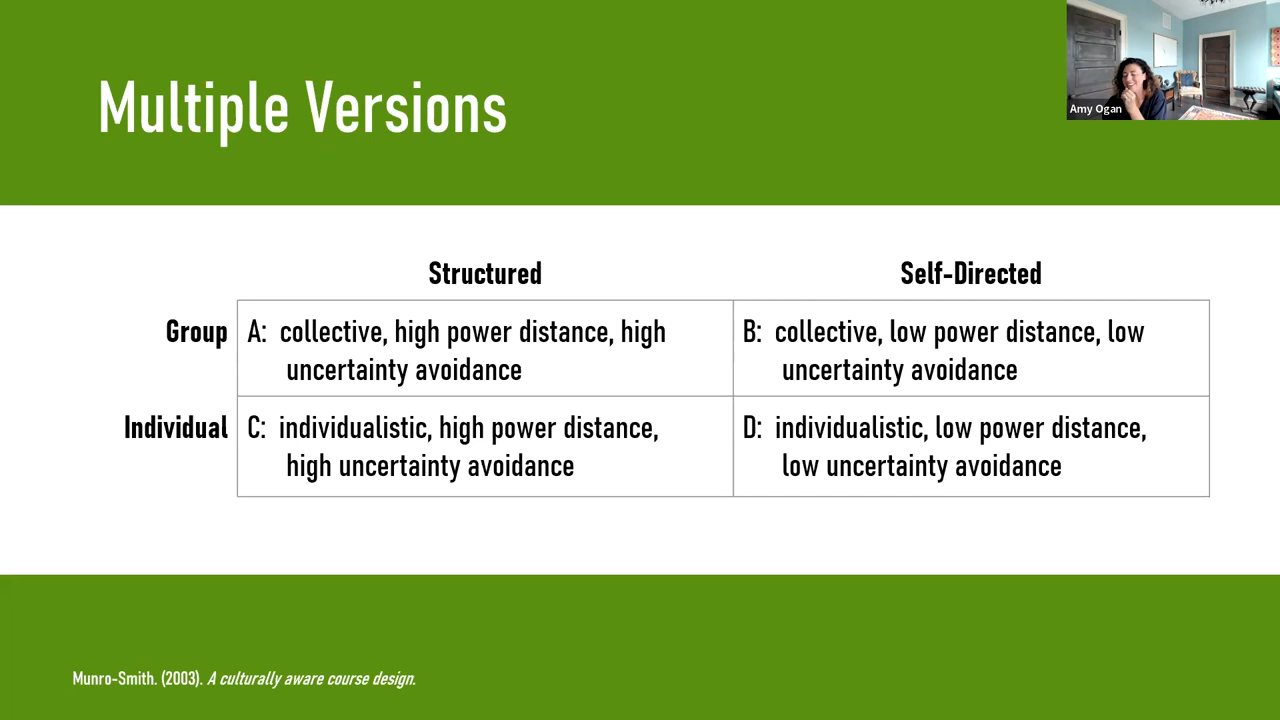 Multiple Versions
Amy Ogan
Structured
Self-Directed
Group
A: collective, high power distance, high
uncertainty avoidance
B: collective, low power distance, low
uncertainty avoidance
Individual
C: individualistic, high power distance,
high uncertainty avoidance
D: individualistic, low power distance,
low uncertainty avoidance
Munro-Smith. (2003). A culturally aware course design.